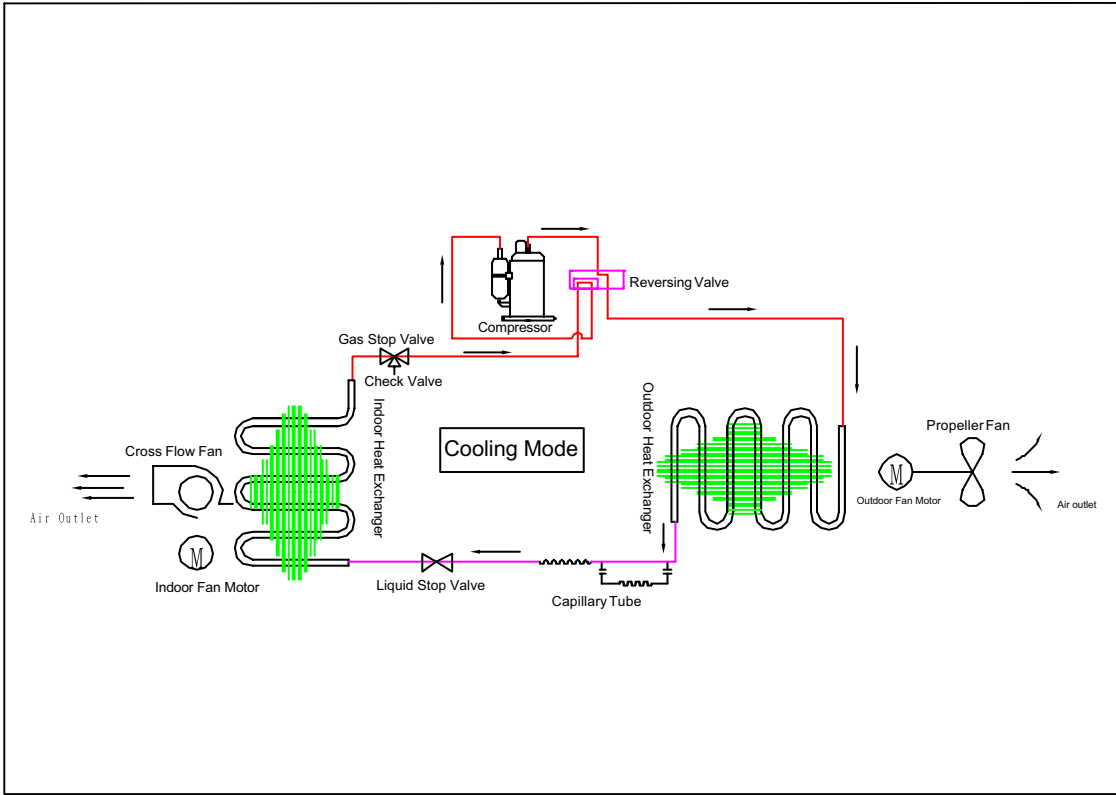 Reversing Valve
Compressor
Gas Stop Valve
Check Valve
Indoor Heat Exchanger
Outdoor Heat Exchanger
Cooling Mode
Propeller Fan
Cross Flow Fan
M
Outdoor Fan Motor
Air outlet
Air Outlet
M
Indoor Fan Motor
Liquid Stop Valve
Capillary Tube